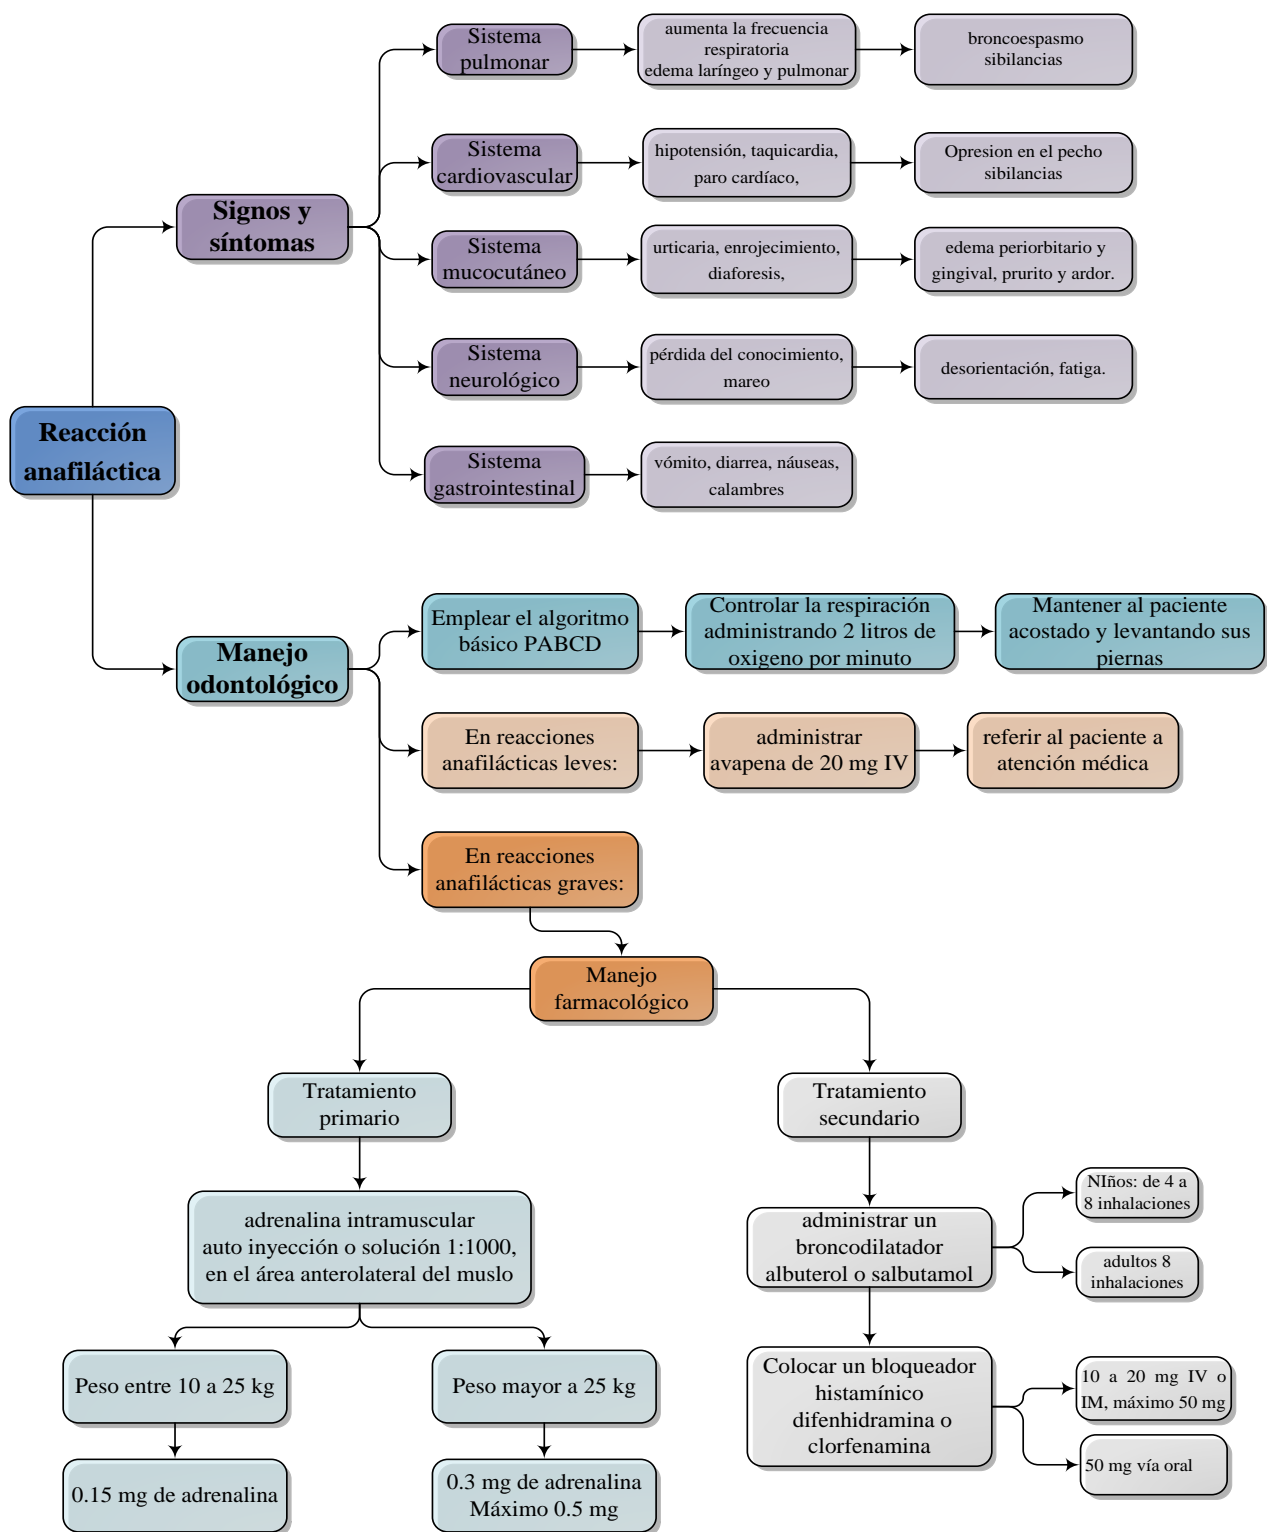 Sistema
pulmonar
aumenta la frecuencia
respiratoria
edema laríngeo y pulmonar
broncoespasmo
sibilancias
Sistema
cardiovascular
hipotensión, taquicardia,
paro cardíaco,
Opresion en el pecho
sibilancias
Signos y
síntomas
Sistema
mucocutáneo
urticaria, enrojecimiento,
diaforesis,
edema periorbitario y
gingival, prurito y ardor.
Sistema
neurológico
pérdida del conocimiento,
mareo
desorientación, fatiga.
Reacción
anafiláctica
Sistema
gastrointestinal
vómito, diarrea, náuseas,
calambres
Manejo
odontológico
Emplear el algoritmo
básico PABCD
Controlar la respiración
administrando 2 litros de
oxigeno por minuto
Mantener al paciente
acostado y levantando sus
piernas
En reacciones
anafilácticas leves:
administrar
avapena de 20 mg IV
referir al paciente a
atención médica
En reacciones
anafilácticas graves:
Manejo
farmacológico
Tratamiento
primario
Tratamiento
secundario
adrenalina intramuscular
auto inyección o solución 1:1000,
en el área anterolateral del muslo
administrar un
broncodilatador
albuterol o salbutamol
NIños: de 4 a
8 inhalaciones
adultos 8
inhalaciones
Peso entre 10 a 25 kg
Peso mayor a 25 kg
Colocar un bloqueador
histamínico
difenhidramina o
clorfenamina
10 a 20 mg IV o
IM, máximo 50 mg
50 mg vía oral
0.15 mg de adrenalina
0.3 mg de adrenalina
Máximo 0.5 mg